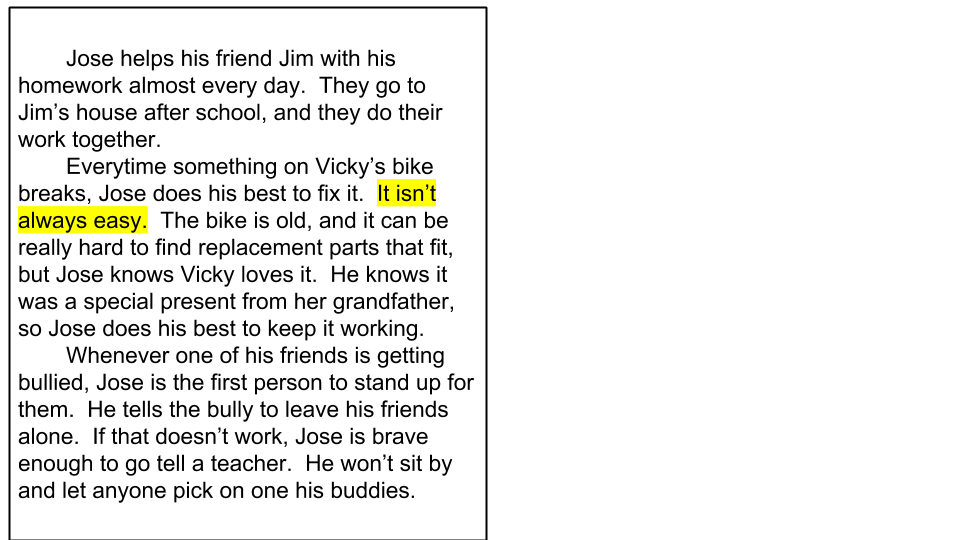 Jose helps his friend Jim with his
homework almost every day.  They go to
Jim’s house after school, and they do their
work together.
Everytime something on Vicky’s bike
breaks, Jose does his best to fix it.  It isn’t
always easy.  The bike is old, and it can be
really hard to find replacement parts that fit,
but Jose knows Vicky loves it.  He knows it
was a special present from her grandfather,
so Jose does his best to keep it working.
Whenever one of his friends is getting
bullied, Jose is the first person to stand up for
them.  He tells the bully to leave his friends
alone.  If that doesn’t work, Jose is brave
enough to go tell a teacher.  He won’t sit by
and let anyone pick on one his buddies.